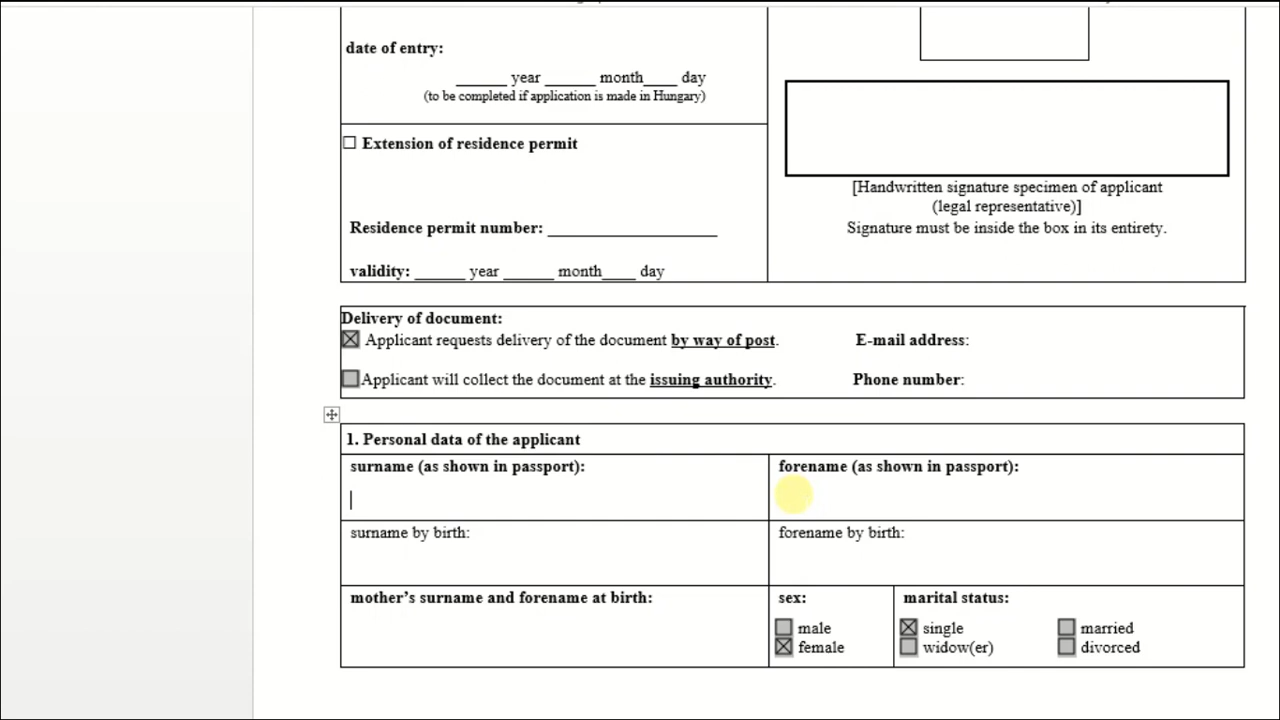 date of entry:
______ year ______ month____ day
(to be completed if application is made in Hungary)
☐ Extension of residence permit
Residence permit number: ____________________
validity: ______ year ______ month____ day
[Handwritten signature specimen of applicant
(legal representative)]
Signature must be inside the box in its entirety.
Delivery of document:
☒ Applicant requests delivery of the document by way of post. E-mail address:
☐ Applicant will collect the document at the issuing authority. Phone number:
1. Personal data of the applicant
surname (as shown in passport): forename (as shown in passport):
surname by birth: forename by birth:
mother's surname and forename at birth: sex: marital status:
☐ male ☒ single ☐ married
☒ female ☐ widow(er) ☐ divorced